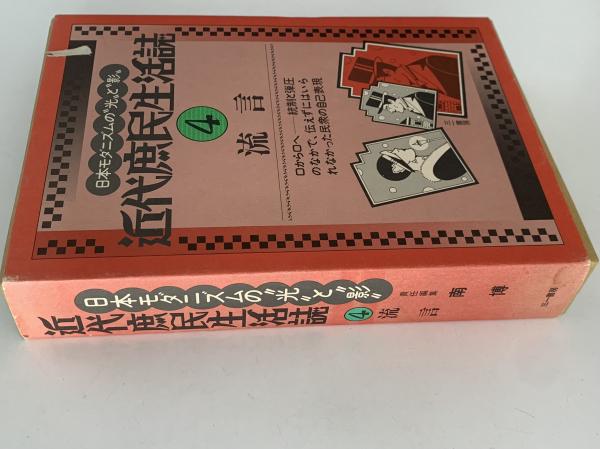 日本モダニズムの“光”と“影”
近代庶民生活誌
4
流言
口から口へ――統制と弾圧
のなかで、伝えずにはいら
れなかった民衆の自己表現
三一書房
日本モダニズムの“光”と“影”
近代庶民生活誌
4
流言
責任編集
南博
三一書房